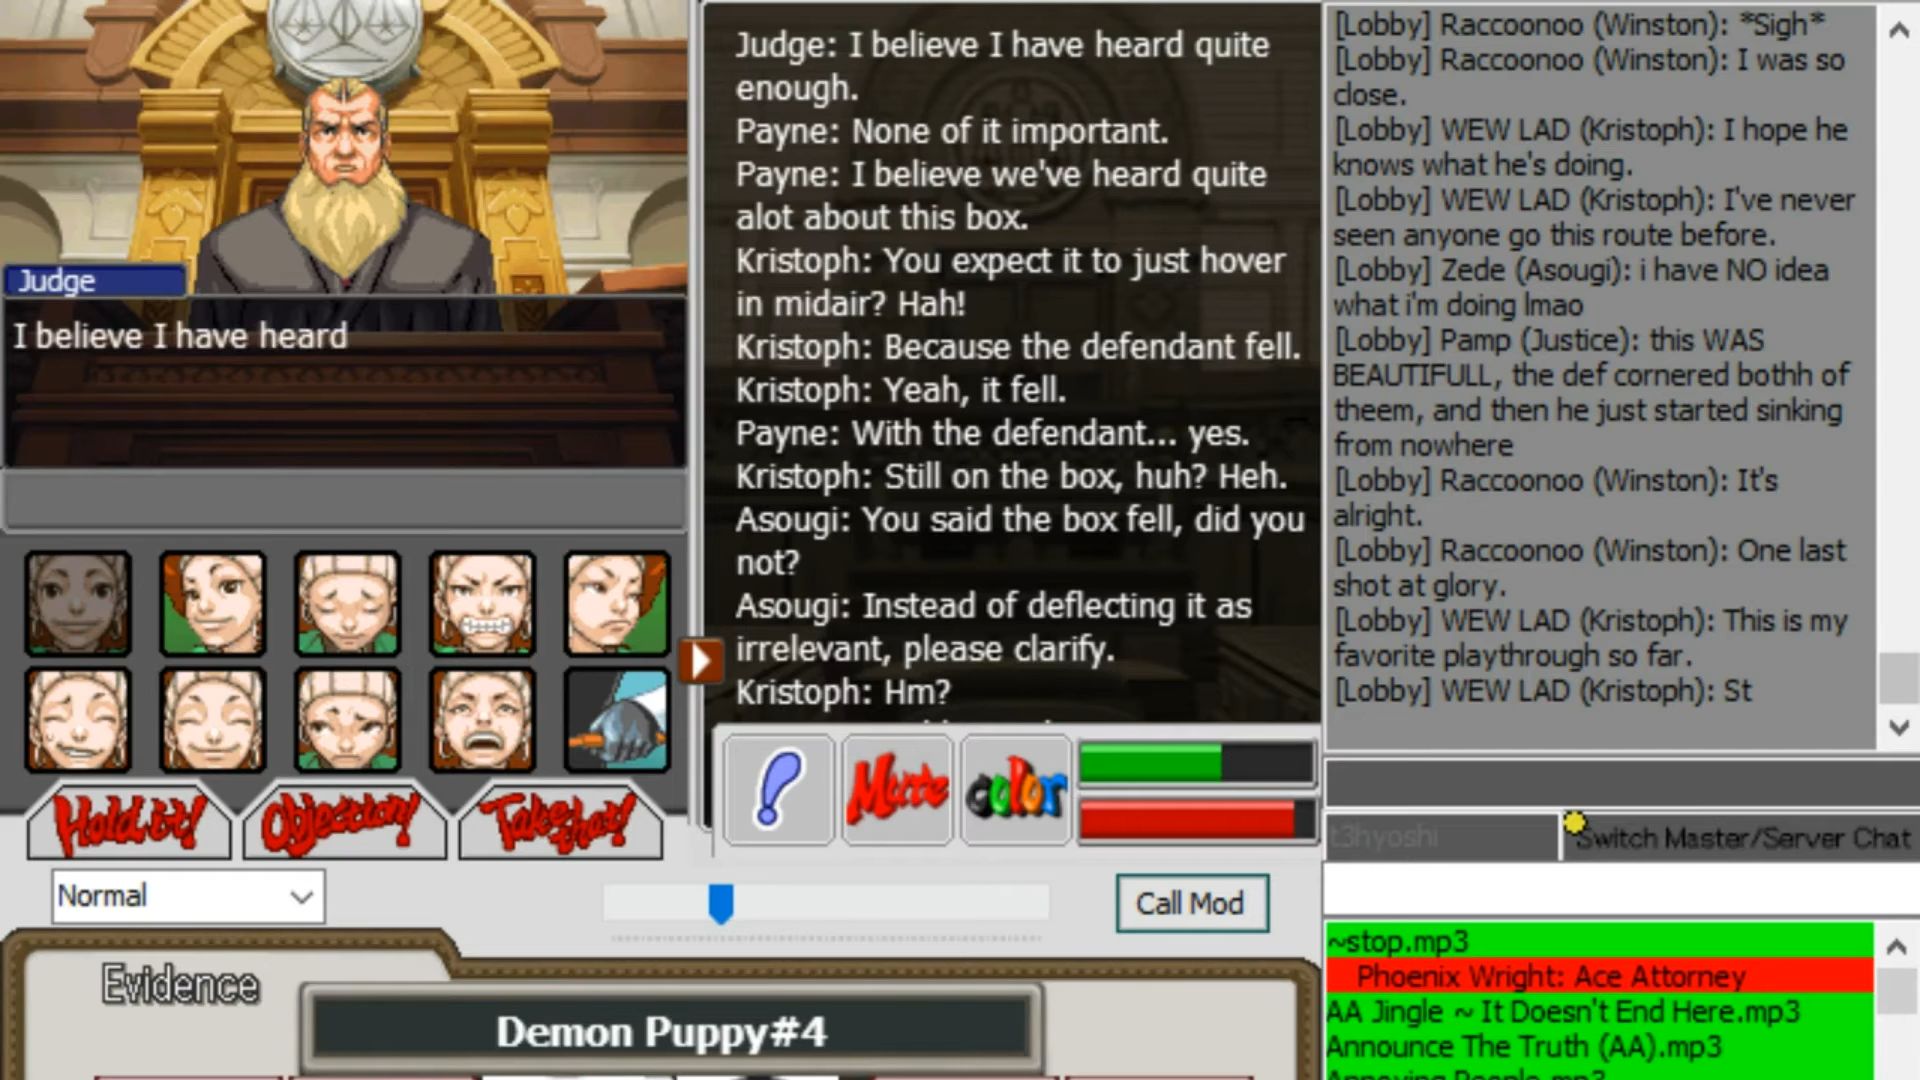 Judge
I believe I have heard
Hold it!
Objection!
Take that!
Normal
Evidence
Demon Puppy#4
Judge: I believe I have heard quite
enough.
Payne: None of it important.
Payne: I believe we've heard quite
alot about this box.
Kristoph: You expect it to just hover
in midair? Hah!
Kristoph: Because the defendant fell.
Kristoph: Yeah, it fell.
Payne: With the defendant... yes.
Kristoph: Still on the box, huh? Heh.
Asougi: You said the box fell, did you
not?
Asougi: Instead of deflecting it as
irrelevant, please clarify.
Kristoph: Hm?
!
Mute
color
Call Mod
[Lobby] Raccoonoo (Winston): *Sigh*
[Lobby] Raccoonoo (Winston): I was so
close.
[Lobby] WEW LAD (Kristoph): I hope he
knows what he's doing.
[Lobby] WEW LAD (Kristoph): I've never
seen anyone go this route before.
[Lobby] Zede (Asougi): i have NO idea
what i'm doing lmao
[Lobby] Pamp (Justice): this WAS
BEAUTIFULL, the def cornered bothh of
theem, and then he just started sinking
from nowhere
[Lobby] Raccoonoo (Winston): It's
alright.
[Lobby] Raccoonoo (Winston): One last
shot at glory.
[Lobby] WEW LAD (Kristoph): This is my
favorite playthrough so far.
[Lobby] WEW LAD (Kristoph): St
t3hyoshi
Switch Master/Server Chat
~stop.mp3
Phoenix Wright: Ace Attorney
AA Jingle ~ It Doesn't End Here.mp3
Announce The Truth (AA).mp3
Annoying People.mp3